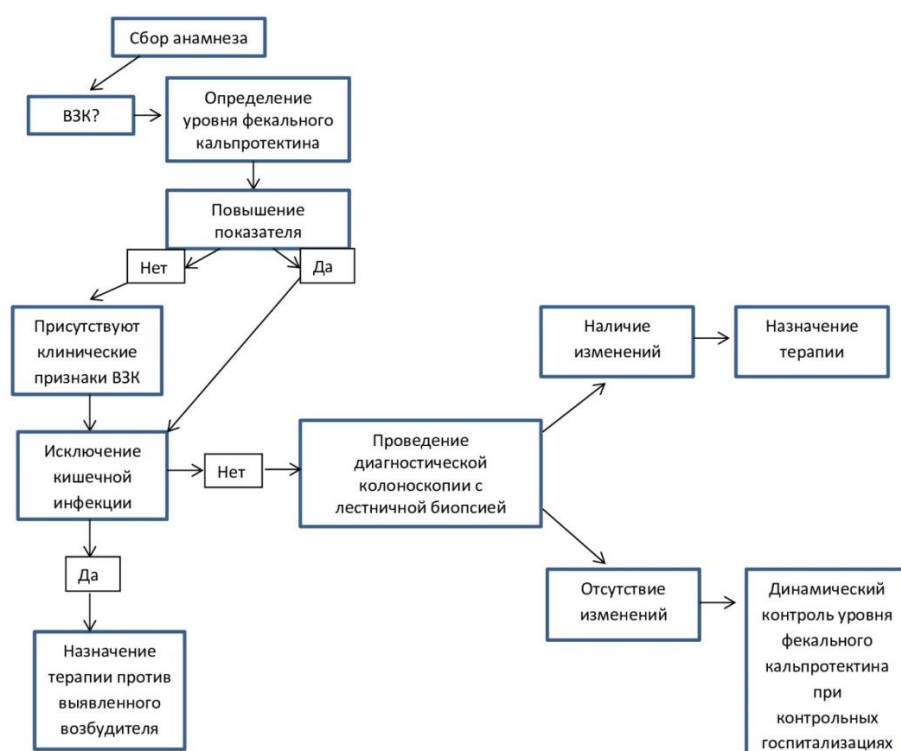 Сбор анамнеза
ВЗК?
Определение
уровня фекального
кальпротектина
Повышение
показателя
Нет
Да
Присутствуют
клинические
признаки ВЗК
Наличие
изменений
Назначение
терапии
Исключение
кишечной
инфекции
Нет
Проведение
диагностической
колоноскопии с
лестничной биопсией
Да
Отсутствие
изменений
Динамический
контроль уровня
фекального
кальпротектина
при
контрольных
госпитализациях
Назначение
терапии против
выявленного
возбудителя